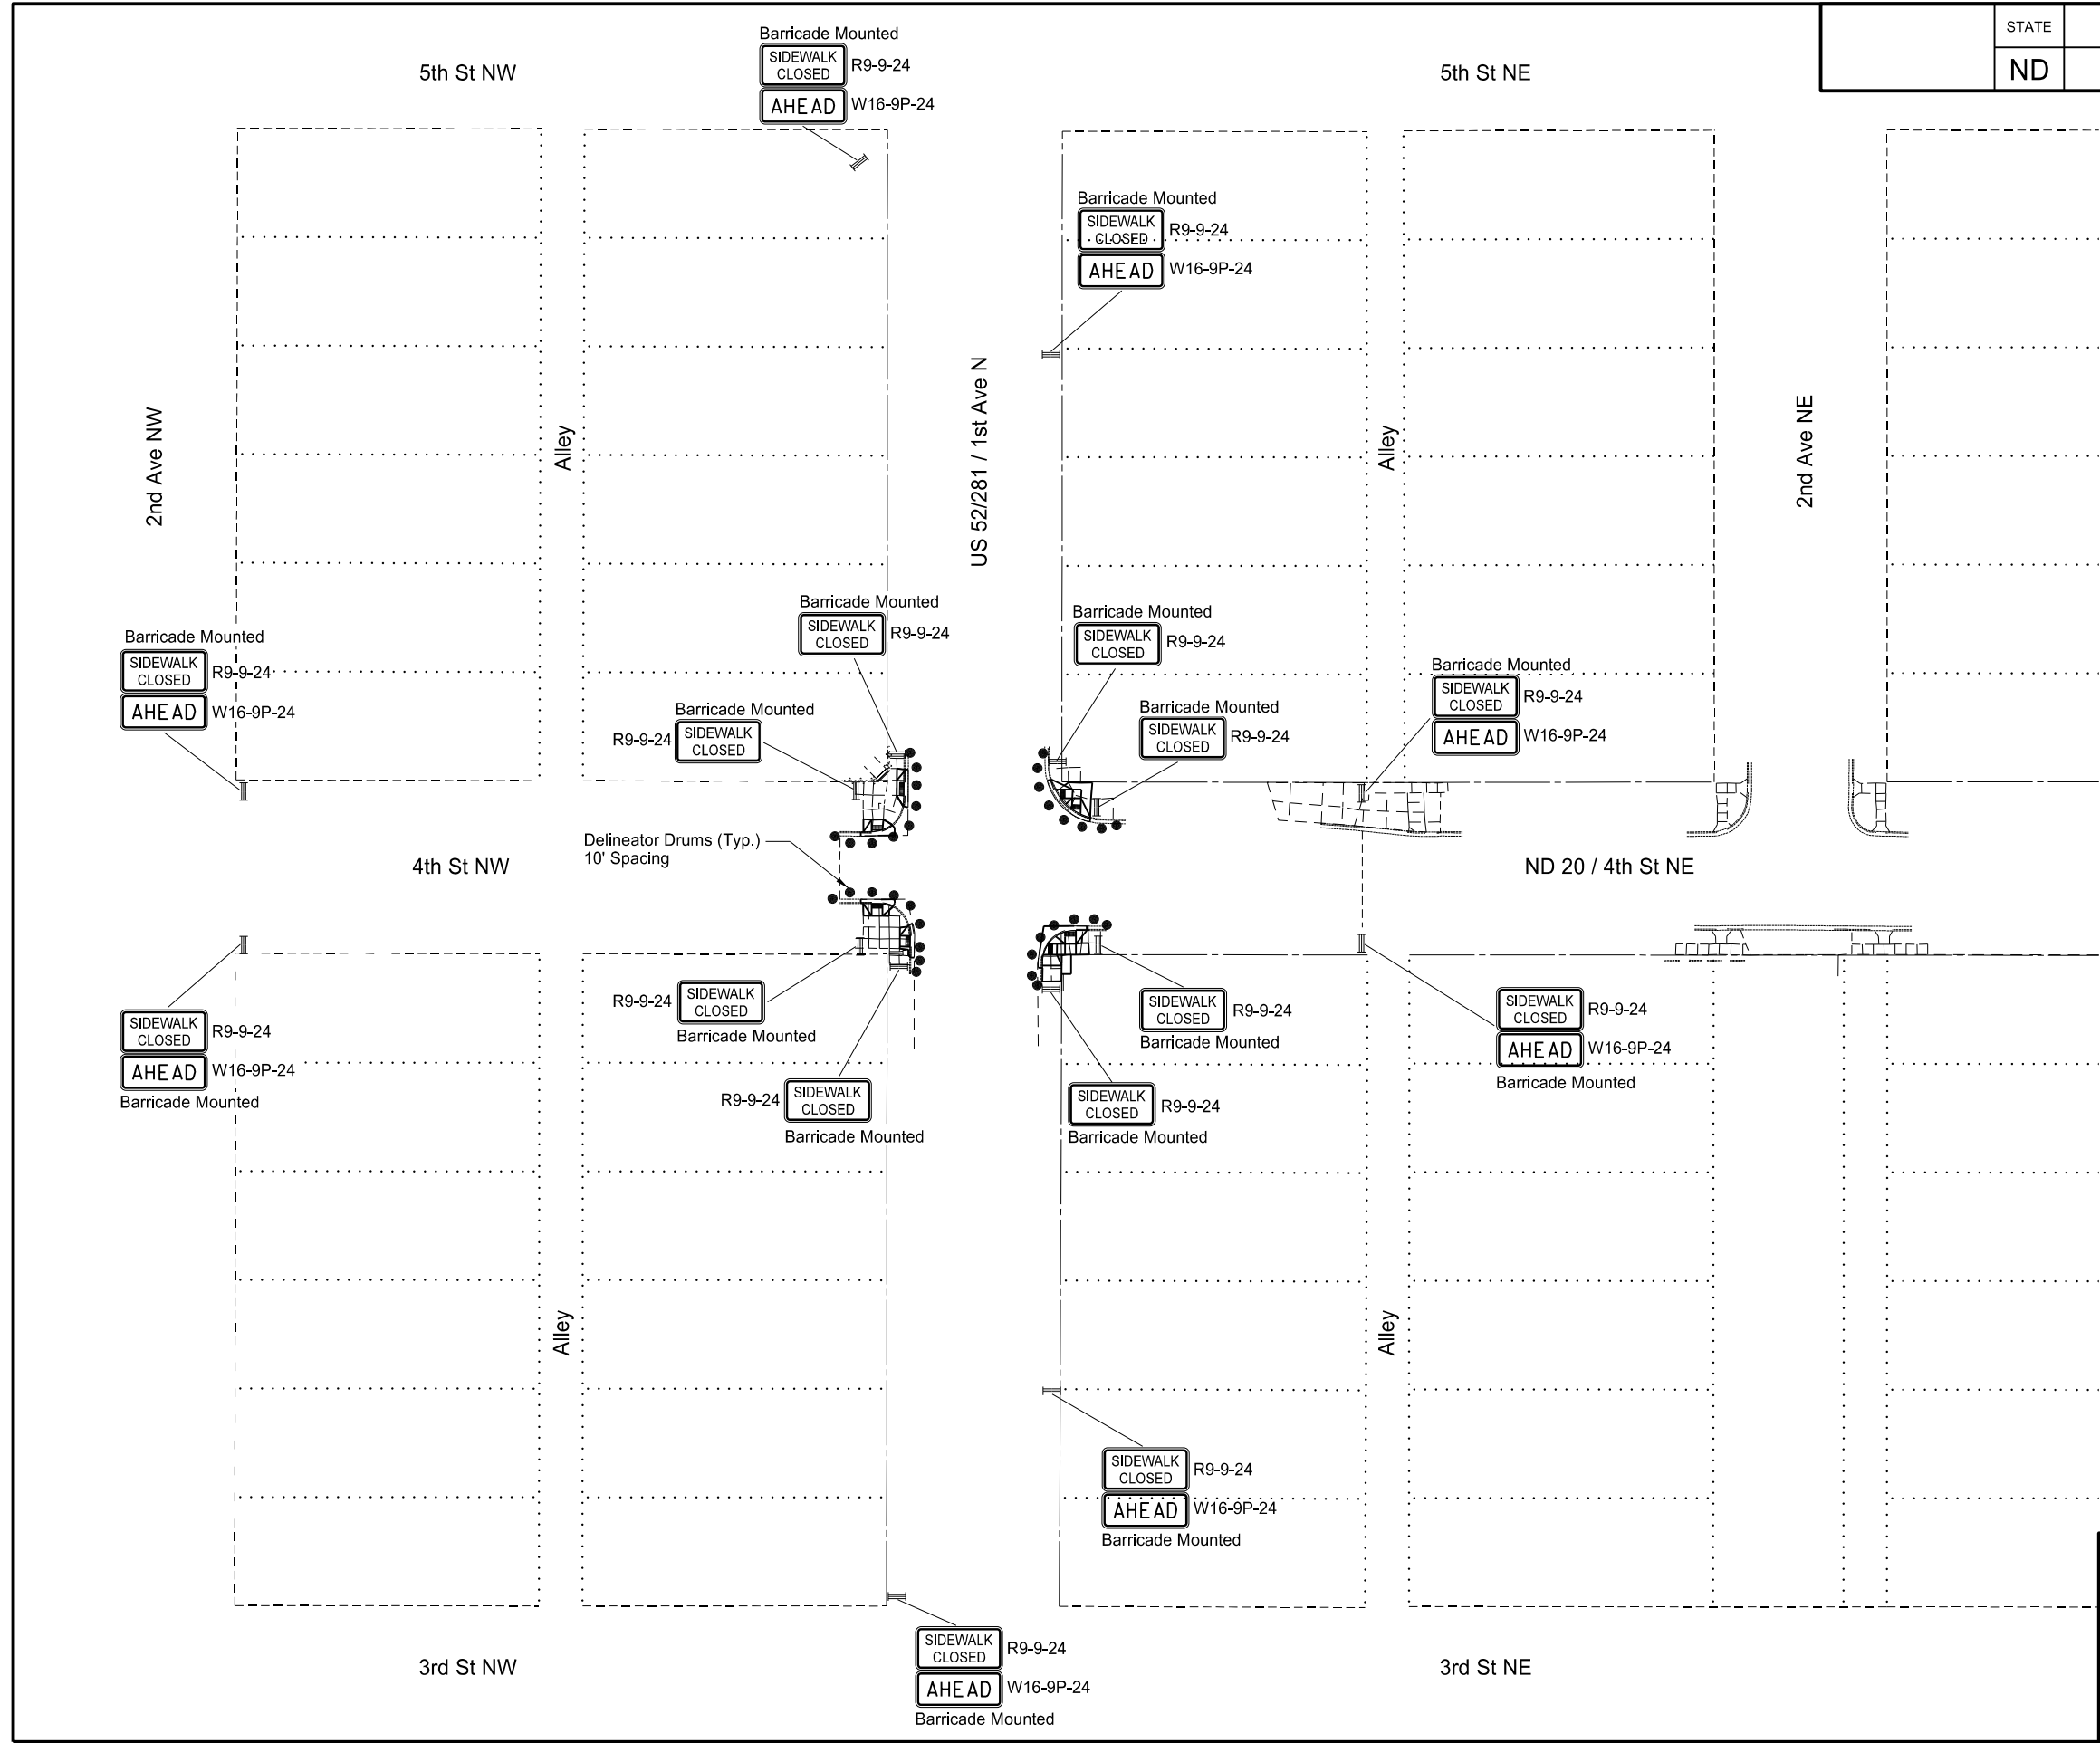 STATE
ND
Barricade Mounted
SIDEWALK
CLOSED
R9-9-24
AHEAD
W16-9P-24
5th St NW
5th St NE
Barricade Mounted
SIDEWALK
CLOSED
R9-9-24
AHEAD
W16-9P-24
2nd Ave NW
Alley
US 52/281 / 1st Ave N
Alley
2nd Ave NE
Barricade Mounted
SIDEWALK
CLOSED
R9-9-24
AHEAD
W16-9P-24
Barricade Mounted
SIDEWALK
CLOSED
R9-9-24
Barricade Mounted
R9-9-24
SIDEWALK
CLOSED
Barricade Mounted
SIDEWALK
CLOSED
R9-9-24
Barricade Mounted
SIDEWALK
CLOSED
R9-9-24
Barricade Mounted
SIDEWALK
CLOSED
R9-9-24
AHEAD
W16-9P-24
Delineator Drums (Typ.)
10' Spacing
4th St NW
ND 20 / 4th St NE
SIDEWALK
CLOSED
R9-9-24
AHEAD
W16-9P-24
Barricade Mounted
R9-9-24
SIDEWALK
CLOSED
Barricade Mounted
R9-9-24
SIDEWALK
CLOSED
Barricade Mounted
SIDEWALK
CLOSED
R9-9-24
Barricade Mounted
SIDEWALK
CLOSED
R9-9-24
Barricade Mounted
SIDEWALK
CLOSED
R9-9-24
AHEAD
W16-9P-24
Barricade Mounted
Alley
Alley
SIDEWALK
CLOSED
R9-9-24
AHEAD
W16-9P-24
Barricade Mounted
3rd St NW
SIDEWALK
CLOSED
R9-9-24
AHEAD
W16-9P-24
Barricade Mounted
3rd St NE